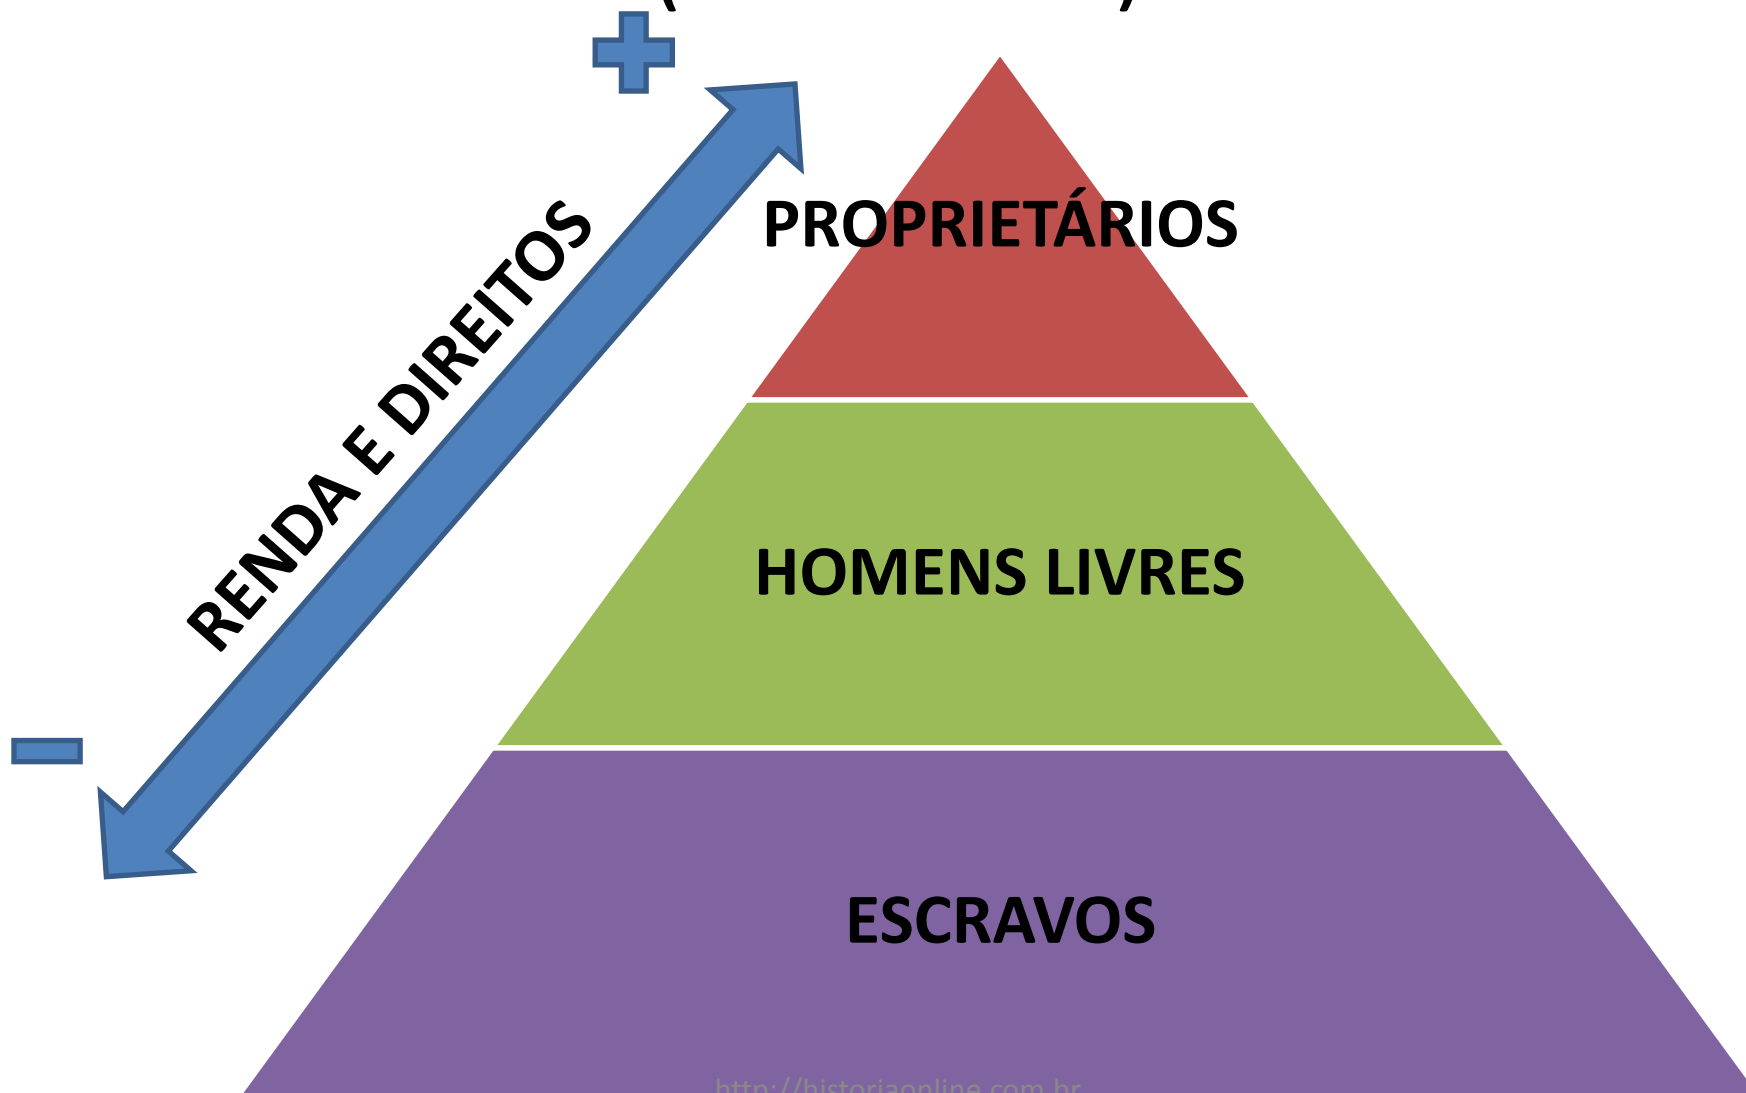 PROPRIETÁRIOS
RENDA E DIREITOS
HOMENS LIVRES
ESCRAVOS
http://historiaonline.com.br